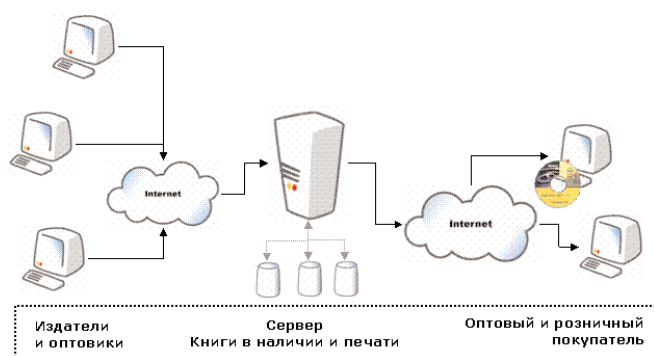 Internet
Internet
Издатели
и оптовики
Сервер
Книги в наличии и печати
Оптовый и розничный
покупатель